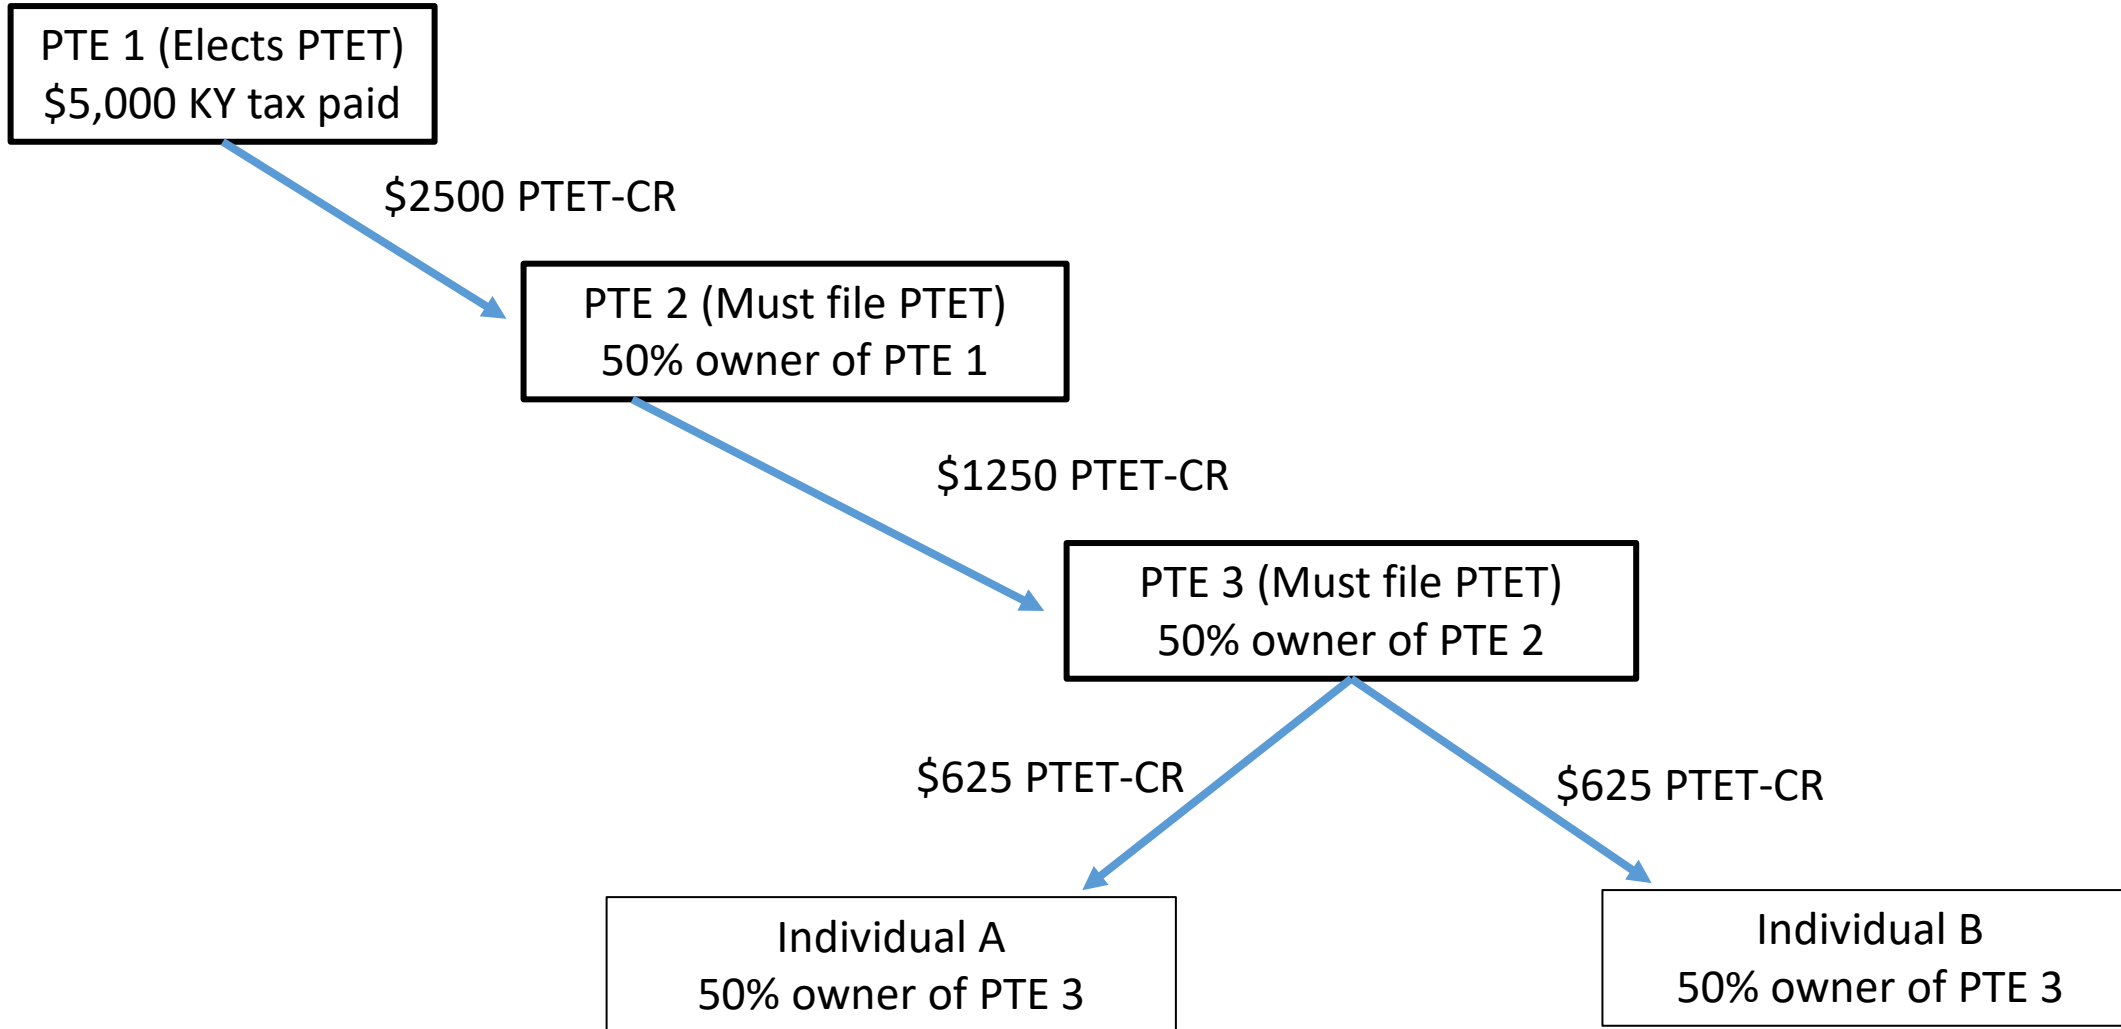 PTE 1 (Elects PTET)
$5,000 KY tax paid
$2500 PTET-CR
PTE 2 (Must file PTET)
50% owner of PTE 1
$1250 PTET-CR
PTE 3 (Must file PTET)
50% owner of PTE 2
$625 PTET-CR
$625 PTET-CR
Individual A
50% owner of PTE 3
Individual B
50% owner of PTE 3